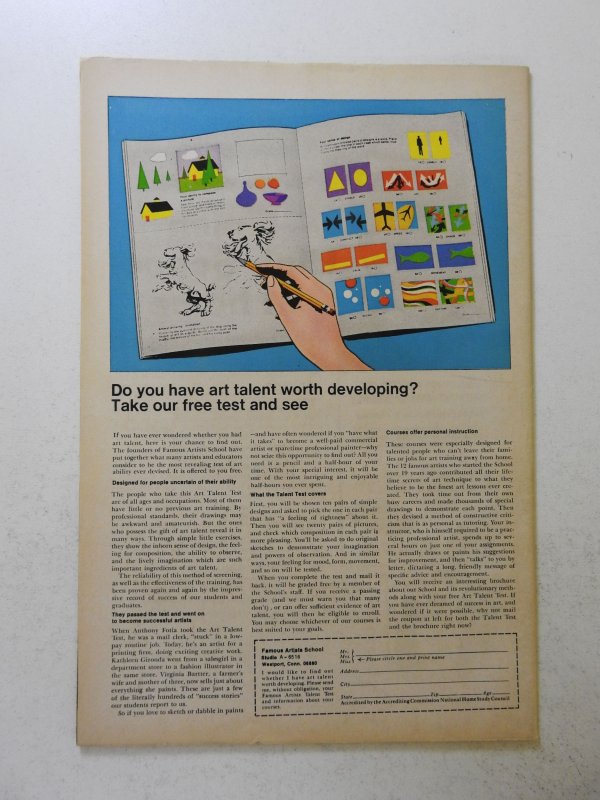 Do you have art talent worth developing?
Take our free test and see
If you have ever wondered whether you had
art talent, here is your chance to find out.
The founders of Famous Artists School have
put together what many artists and educators
consider to be the most revealing test of art
ability ever devised. It is offered to you free.
Designed for people uncertain of their ability
The people who take this Art Talent Test
are of all ages and occupations. Most of them
have little or no previous art training. By
professional standards, their drawings may
be awkward and amateurish. But the ones
who possess the gift of art talent reveal it in
many ways. Through simple little exercises,
they show the inborn sense of design, the feel-
ing for composition, the ability to observe,
and the lively imagination which are such
important ingredients of art talent.
The reliability of this method of screening,
as well as the effectiveness of the training, has
been proven again and again by the impres-
sive record of success of our students and
graduates.
They passed the test and went on
to become successful artists
When Anthony Fotia took the Art Talent
Test, he was a mail clerk, "stuck" in a low-
pay routine job. Today, he's an artist for a
printing firm, doing exciting creative work.
Kathleen Gironda went from a salesgirl in a
department store to a fashion illustrator in
the same store. Virginia Bartter, a farmer's
wife and mother of three, now sells just about
everything she paints. These are just a few
of the literally hundreds of "success stories"
our students report to us.
So if you love to sketch or dabble in paints
—and have often wondered if you "have what
it takes" to become a well-paid commercial
artist or spare-time professional painter—why
not seize this opportunity to find out? All you
need is a pencil and a half-hour of your
time. With your special interest, it will be
one of the most intriguing and enjoyable
half-hours you ever spent.
What the Talent Test covers
First, you will be shown ten pairs of simple
designs and asked to pick the one in each pair
that has "a feeling of rightness" about it.
Then you will see twenty pairs of pictures,
and check which composition in each pair is
more pleasing. You'll be asked to do original
sketches to demonstrate your imagination
and powers of observation. And in similar
ways, your feeling for mood, form, movement,
and so on will be tested.
When you complete the test and mail it
back, it will be graded free by a member of
the School's staff. If you receive a passing
grade (and we must warn you that many
don't), or can offer sufficient evidence of art
talent, you will then be eligible to enroll.
You may choose whichever of our courses is
best suited to your goals.
Courses offer personal instruction
These courses were especially designed for
talented people who can't leave their fami-
lies or jobs for art training away from home.
The 12 famous artists who started the School
over 19 years ago contributed all their life-
time secrets of art technique to what they
believe to be the finest art lessons ever cre-
ated. They took time out from their own
busy careers and made thousands of special
drawings to demonstrate each point. Then
they devised a method of constructive criti-
cism that is as personal as tutoring. Your in-
structor, who is himself required to be a prac-
ticing professional artist, spends up to sev-
eral hours on just one of your assignments.
He actually draws or paints his suggestions
for improvement, and then "talks" to you by
letter, dictating a long, friendly message of
specific advice and encouragement.
You will receive an interesting brochure
about our School and its revolutionary meth-
ods along with your free Art Talent Test. If
you have ever dreamed of success in art, and
wondered if it were possible, why not mail
the coupon at left for both the Talent Test
and the brochure right now?
Famous Artists School
Studio A-6516
Westport, Conn. 06880
I would like to find out
whether I have art talent
worth developing. Please send
me, without obligation, your
Famous Artists Talent Test
and information about your
courses.
Mr.
Mrs.
Miss
Please circle one and print name
Address
City
State Zip Age
Accredited by the Accrediting Commission National Home Study Council